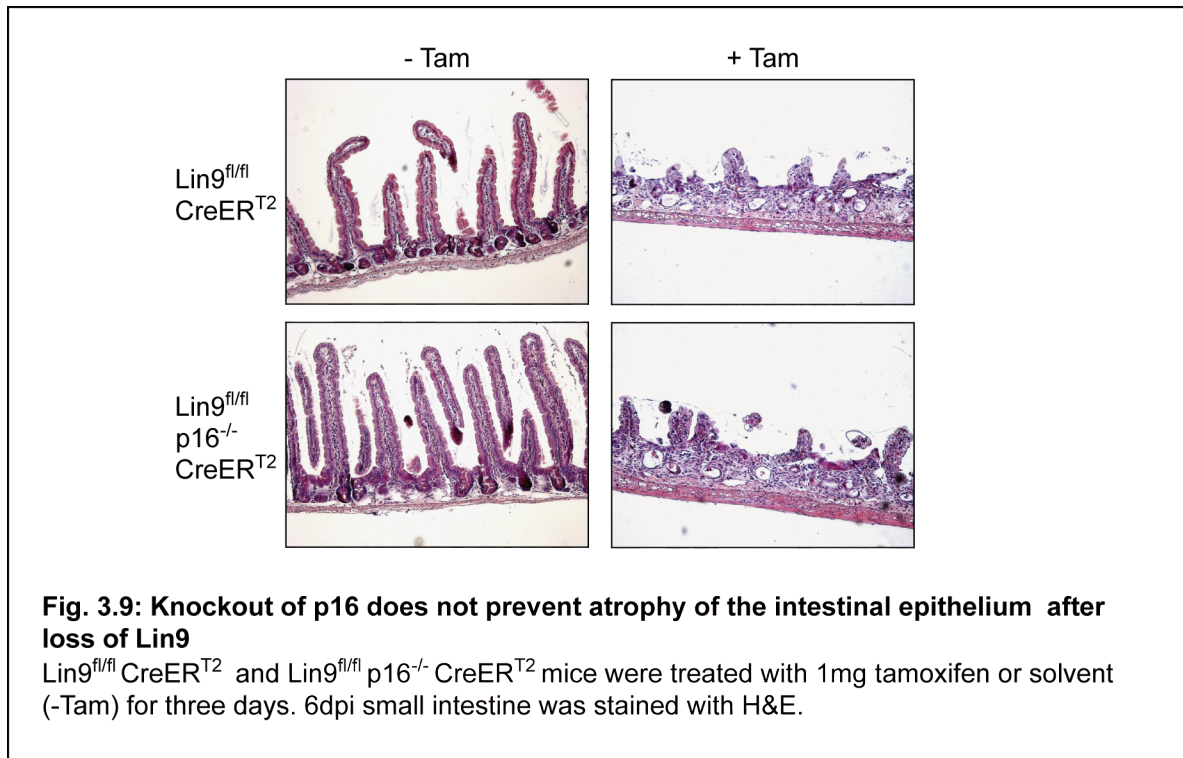 - Tam
+ Tam
Lin9fl/fl
CreERT2
Lin9fl/fl
p16-/-
CreERT2
Fig. 3.9: Knockout of p16 does not prevent atrophy of the intestinal epithelium after
loss of Lin9
Lin9fl/fl CreERT2 and Lin9fl/fl p16-/- CreERT2 mice were treated with 1mg tamoxifen or solvent
(-Tam) for three days. 6dpi small intestine was stained with H&E.